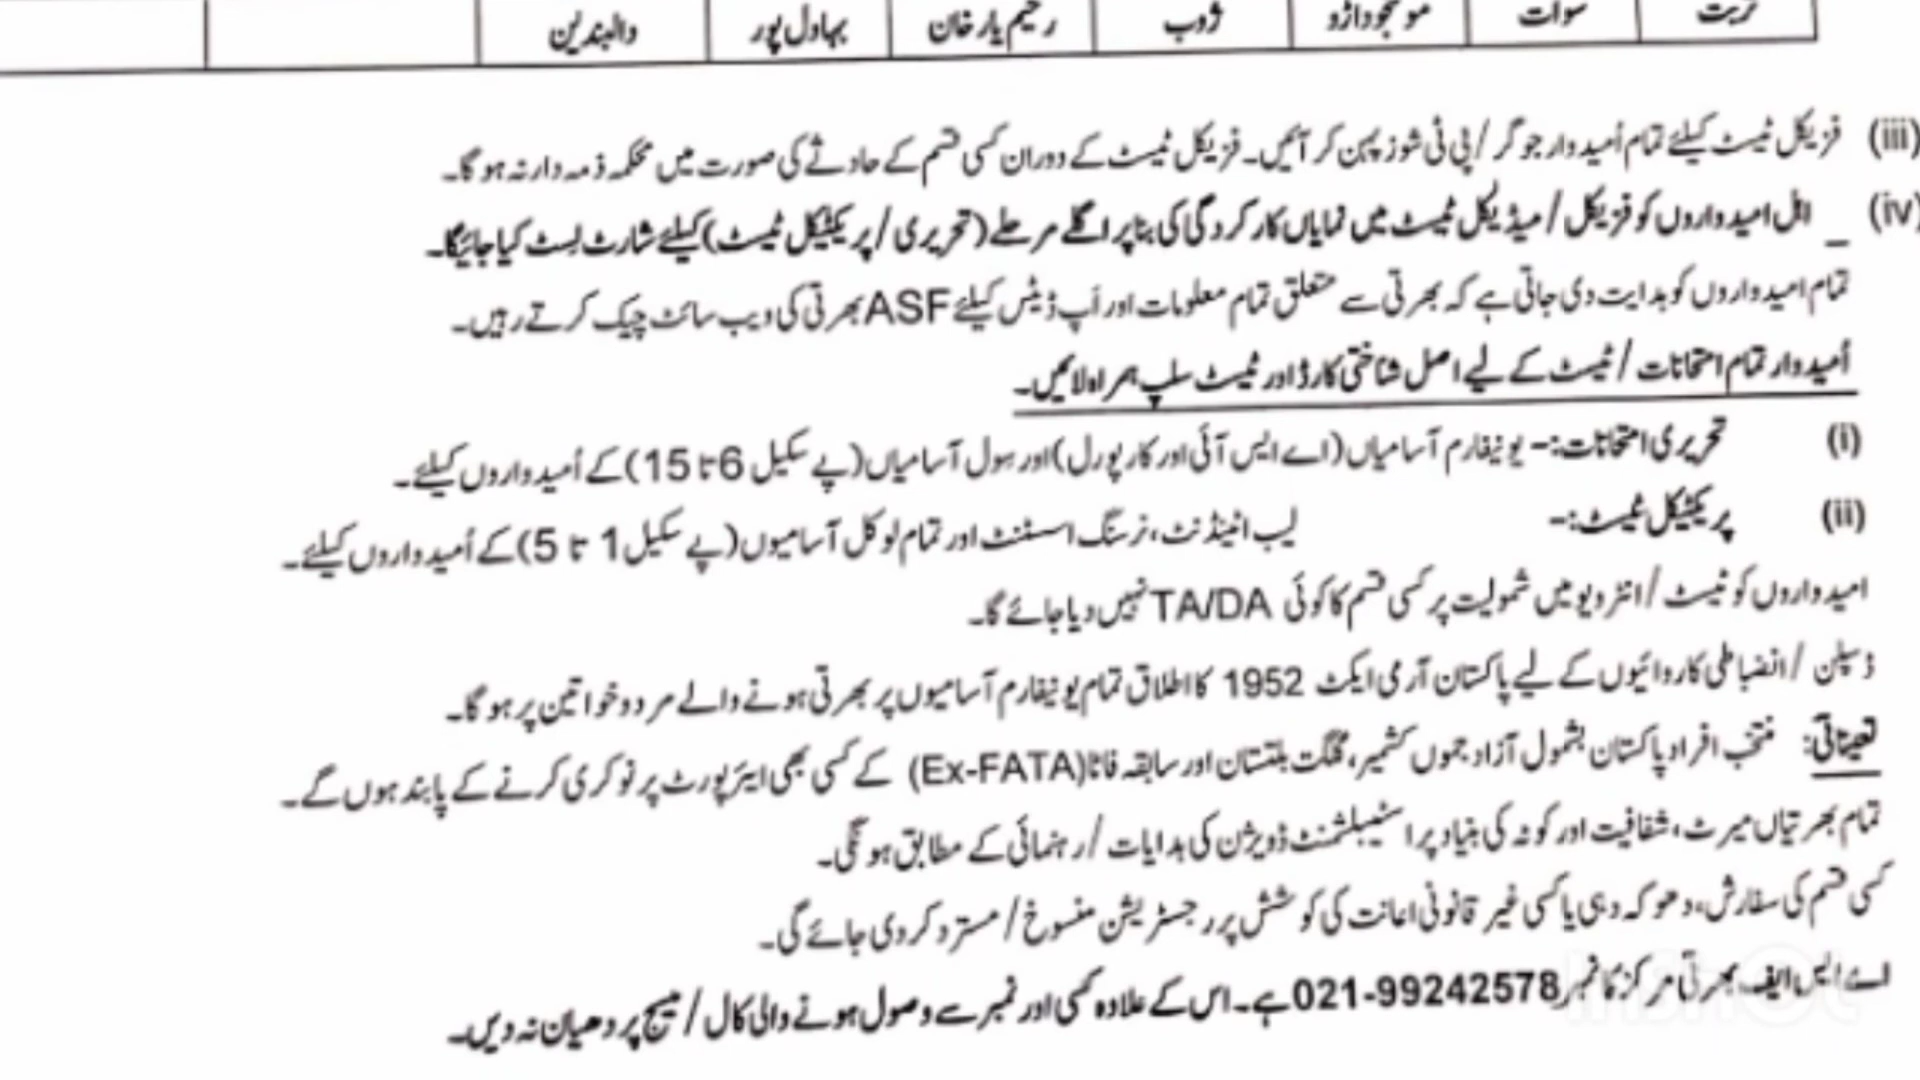 تربت سوات موہنجوداڑو ژوب رحیم یار خان بہاول پور دالبندین
(iii) فزیکل ٹیسٹ کیلئے تمام اُمیدوار جوگر/پی ٹی شوز پہن کر آئیں۔ فزیکل ٹیسٹ کے دوران کسی قسم کے حادثے کی صورت میں محکمہ ذمہ دار نہ ہو گا۔
(iv) _ اہل امیدواروں کو فزیکل/میڈیکل ٹیسٹ میں نمایاں کارکردگی کی بنا پر اگلے مرحلے (تحریری/پریکٹیکل ٹیسٹ) کیلئے شارٹ لسٹ کیا جائیگا۔
تمام امیدواروں کو ہدایت دی جاتی ہے کہ بھرتی سے متعلق تمام معلومات اور اَپ ڈیٹس کیلئے ASF بھرتی کی ویب سائٹ چیک کرتے رہیں۔
اُمیدوار تمام امتحانات/ٹیسٹ کے لیے اصل شناختی کارڈ اور ٹیسٹ سلپ ہمراہ لائیں۔
(i) تحریری امتحانات:- یونیفارم آسامیاں (اے ایس آئی اور کارپورل) اور سول آسامیاں (پے سکیل 6 تا 15) کے اُمیدواروں کیلئے۔
(ii) پریکٹیکل ٹیسٹ:- لیب اٹینڈنٹ، نرسنگ اسسٹنٹ اور تمام لوکل آسامیوں (پے سکیل 1 تا 5) کے اُمیدواروں کیلئے۔
امیدواروں کو ٹیسٹ/انٹرویو میں شمولیت پر کسی قسم کا کوئی TA/DA نہیں دیا جائے گا۔
ڈسپلن/انضباطی کاروائیوں کے لیے پاکستان آرمی ایکٹ 1952 کا اطلاق تمام یونیفارم آسامیوں پر بھرتی ہونے والے مرد و خواتین پر ہو گا۔
تعیناتی: منتخب افراد پاکستان بشمول آزاد جموں کشمیر، گلگت بلتستان اور سابقہ فاٹا (Ex-FATA) کے کسی بھی ایئرپورٹ پر نوکری کرنے کے پابند ہوں گے۔
تمام بھرتیاں میرٹ، شفافیت اور کوٹہ کی بنیاد پر اسٹیبلشمنٹ ڈویژن کی ہدایات/رہنمائی کے مطابق ہونگی۔
کسی قسم کی سفارش، دھوکہ دہی یا کسی غیر قانونی اعانت کی کوشش پر رجسٹریشن منسوخ/مسترد کر دی جائے گی۔
اے ایس ایف بھرتی مرکز کا نمبر 021-99242578 ہے۔ اس کے علاوہ کسی اور نمبر سے وصول ہونے والی کال/میسج پر دھیان نہ دیں۔
InShOt